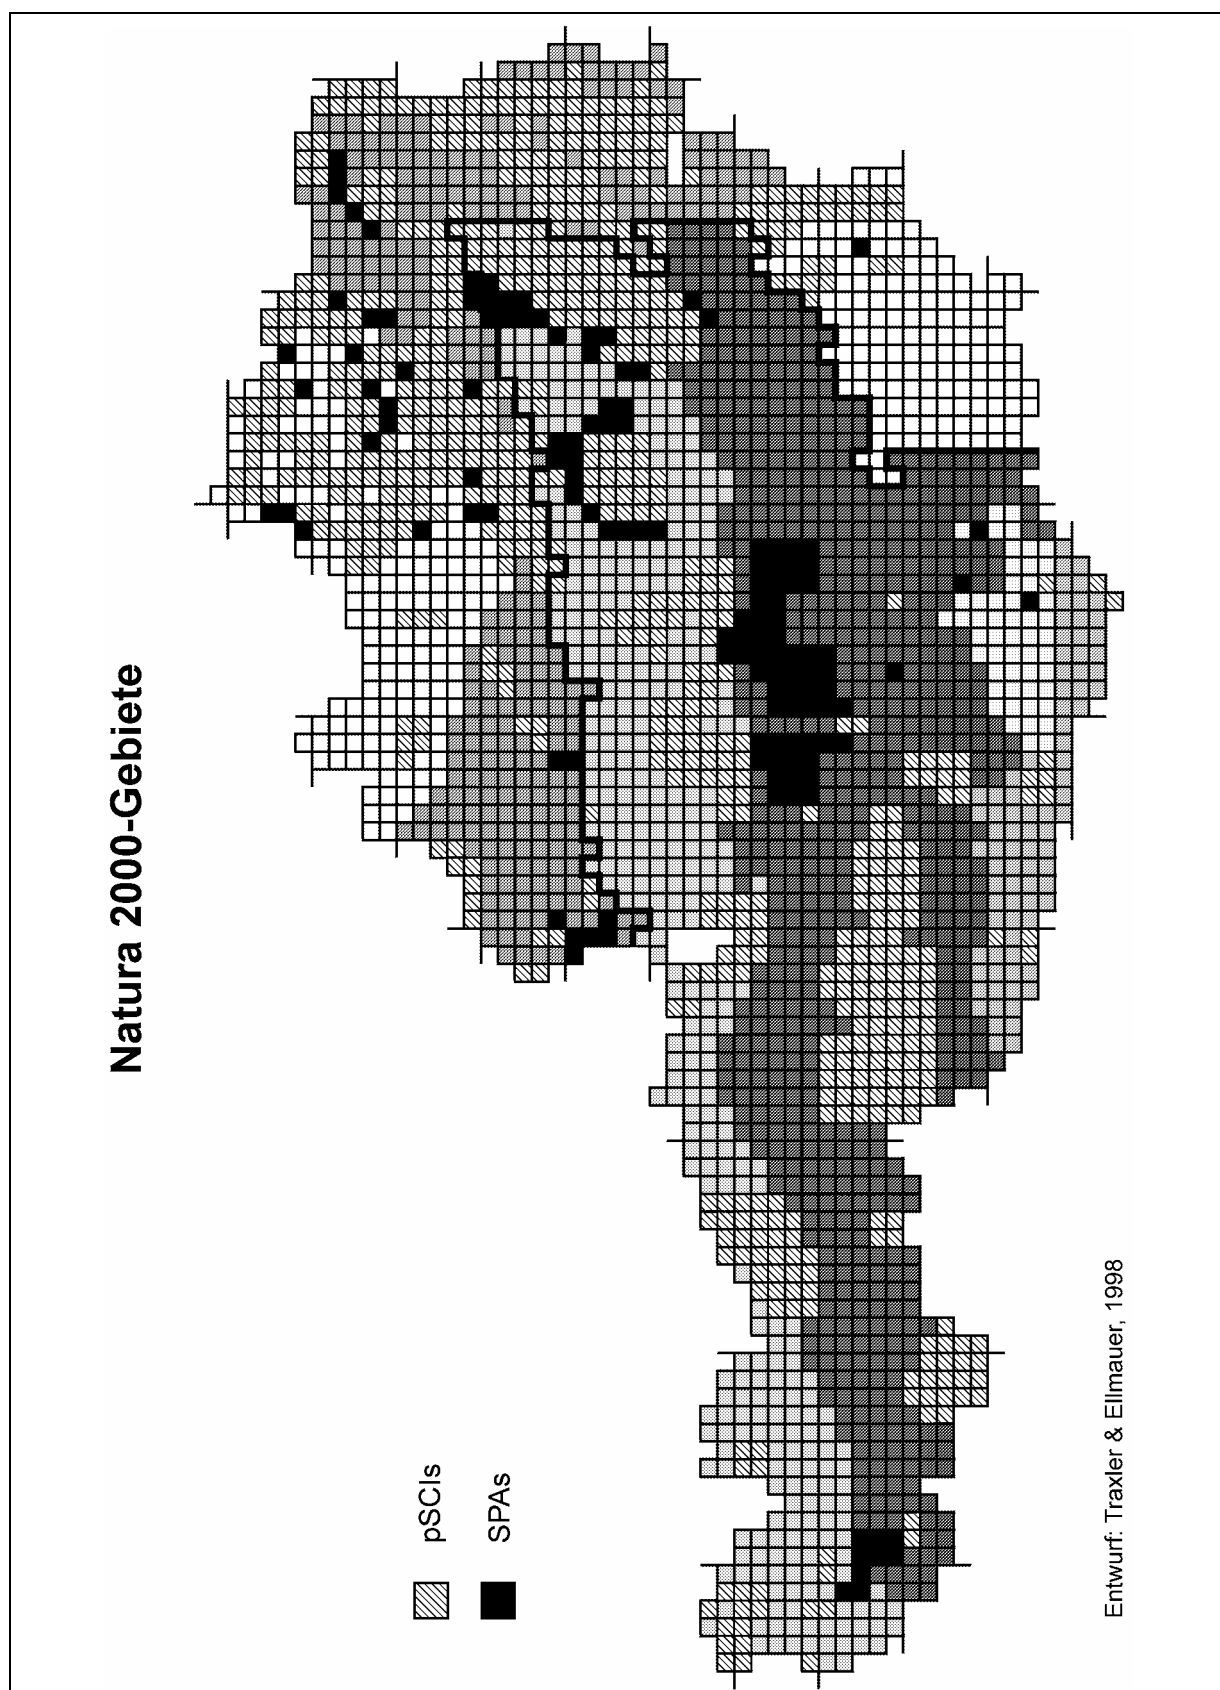 Natura 2000-Gebiete
pSCIs
SPAs
Entwurf: Traxler & Ellmauer, 1998